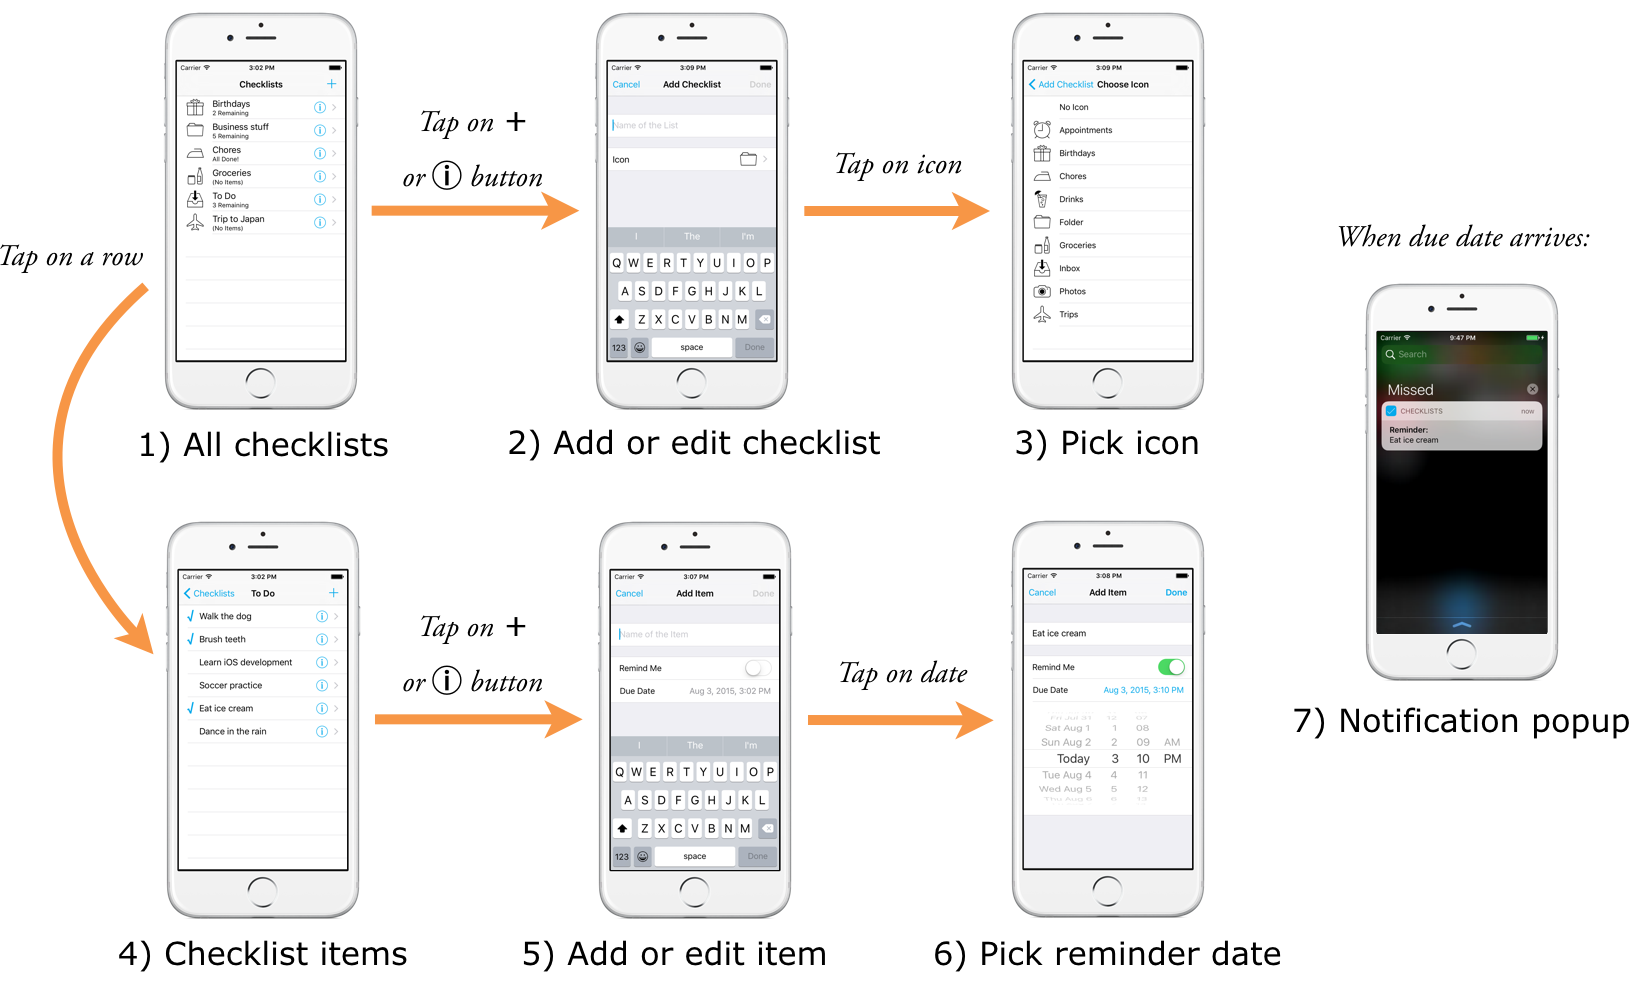 Carrier 3:02 PM
Checklists +
Birthdays
2 Remaining
Business stuff
5 Remaining
Chores
All Done!
Groceries
(No Items)
To Do
3 Remaining
Trip to Japan
(No Items)
1) All checklists
Tap on +
or ⓘ button
Carrier 3:09 PM
Cancel Add Checklist Done
Name of the List
Icon
I The I'm
Q W E R T Y U I O P
A S D F G H J K L
Z X C V B N M
123 space Done
2) Add or edit checklist
Tap on icon
Carrier 3:09 PM
Add Checklist Choose Icon
No Icon
Appointments
Birthdays
Chores
Drinks
Folder
Groceries
Inbox
Photos
Trips
3) Pick icon
Tap on a row
Carrier 3:02 PM
Checklists To Do +
Walk the dog
Brush teeth
Learn iOS development
Soccer practice
Eat ice cream
Dance in the rain
4) Checklist items
Tap on +
or ⓘ button
Carrier 3:07 PM
Cancel Add Item Done
Name of the Item
Remind Me
Due Date Aug 3, 2015, 3:02 PM
I The I'm
Q W E R T Y U I O P
A S D F G H J K L
Z X C V B N M
123 space Done
5) Add or edit item
Tap on date
Carrier 3:08 PM
Cancel Add Item Done
Eat ice cream
Remind Me
Due Date Aug 3, 2015, 3:10 PM
Fri Jul 31 12 07
Sat Aug 1 1 08
Sun Aug 2 2 09 AM
Today 3 10 PM
Tue Aug 4 4 11
Wed Aug 5 5 12
Thu Aug 6 6 13
6) Pick reminder date
When due date arrives:
Carrier 9:47 PM
Search
Missed
CHECKLISTS now
Reminder:
Eat ice cream
7) Notification popup